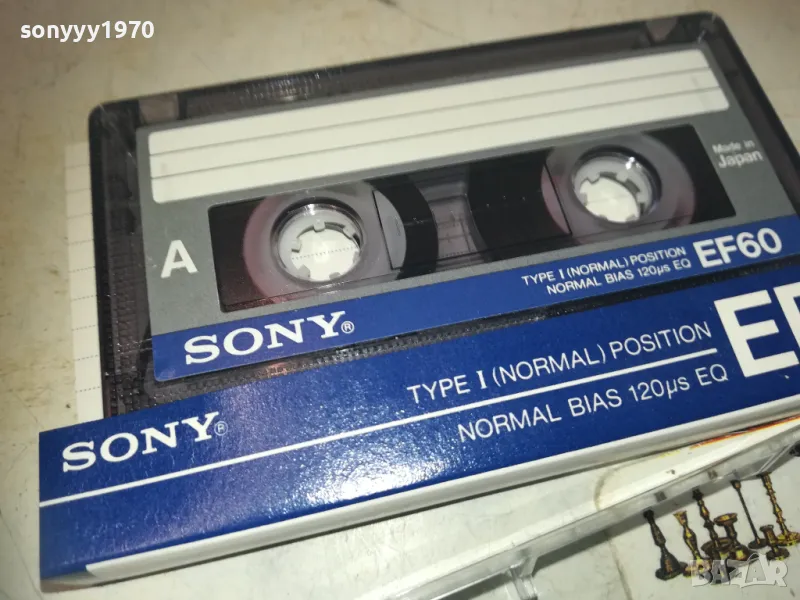 sonyyy1970
Made in
Japan
A
TYPE I (NORMAL) POSITION
NORMAL BIAS 120µs EQ EF60
SONY®
TYPE I (NORMAL) POSITION
NORMAL BIAS 120µs EQ
SONY®
BAZAR